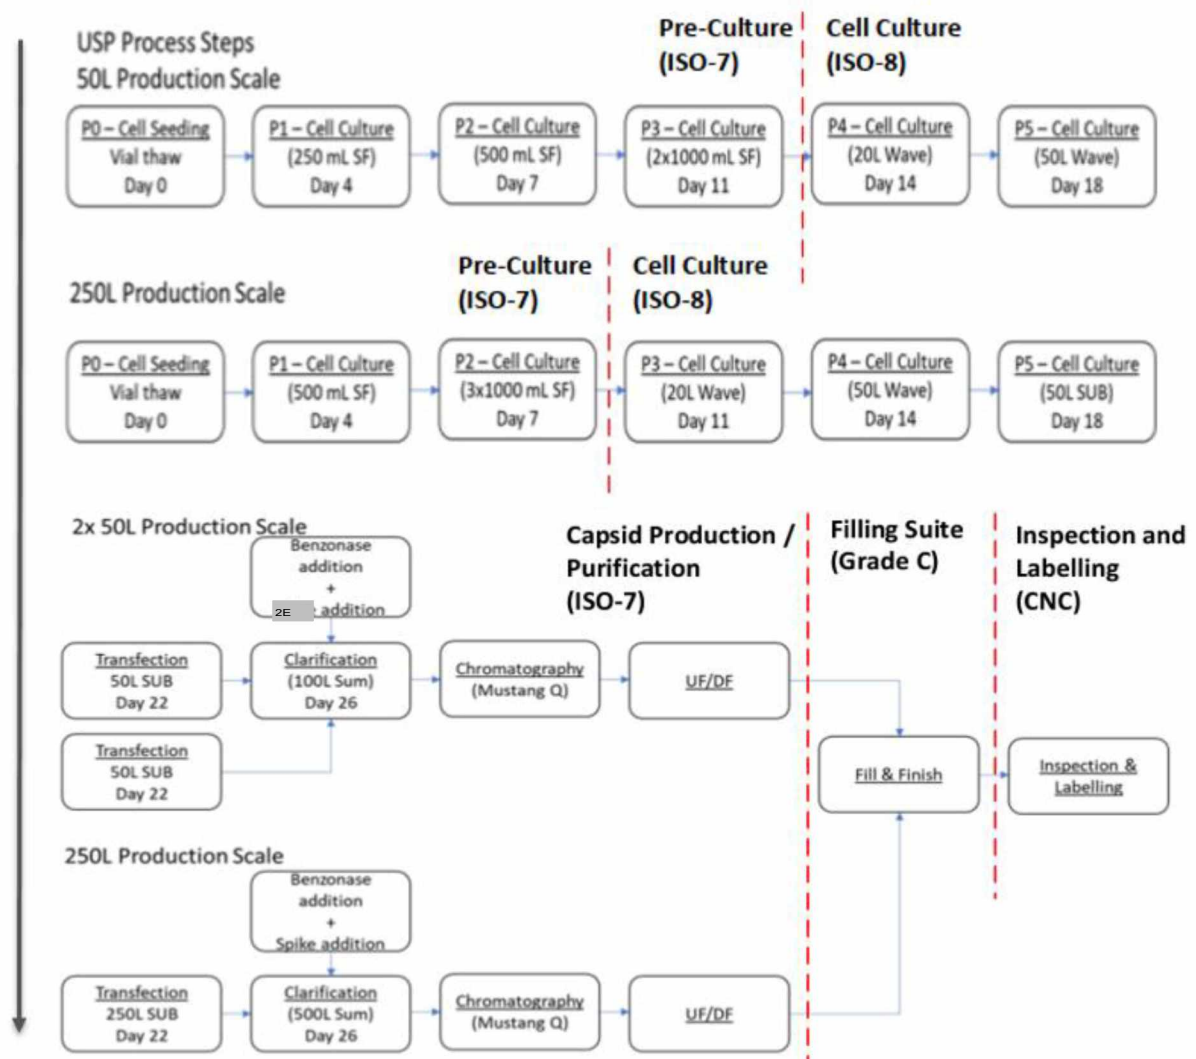 USP Process Steps
50L Production Scale
Pre-Culture
(ISO-7)
Cell Culture
(ISO-8)
P0 – Cell Seeding
Vial thaw
Day 0
P1 – Cell Culture
(250 mL SF)
Day 4
P2 – Cell Culture
(500 mL SF)
Day 7
P3 – Cell Culture
(2x1000 mL SF)
Day 11
P4 – Cell Culture
(20L Wave)
Day 14
P5 – Cell Culture
(50L Wave)
Day 18
250L Production Scale
Pre-Culture
(ISO-7)
Cell Culture
(ISO-8)
P0 – Cell Seeding
Vial thaw
Day 0
P1 – Cell Culture
(500 mL SF)
Day 4
P2 – Cell Culture
(3x1000 mL SF)
Day 7
P3 – Cell Culture
(20L Wave)
Day 11
P4 – Cell Culture
(50L Wave)
Day 14
P5 – Cell Culture
(50L SUB)
Day 18
2x 50L Production Scale
Capsid Production /
Purification
(ISO-7)
Filling Suite
(Grade C)
Inspection and
Labelling
(CNC)
Benzonase
addition
+
2E addition
Transfection
50L SUB
Day 22
Clarification
(100L Sum)
Day 26
Chromatography
(Mustang Q)
UF/DF
Transfection
50L SUB
Day 22
Fill & Finish
Inspection &
Labelling
250L Production Scale
Benzonase
addition
+
Spike addition
Transfection
250L SUB
Day 22
Clarification
(500L Sum)
Day 26
Chromatography
(Mustang Q)
UF/DF